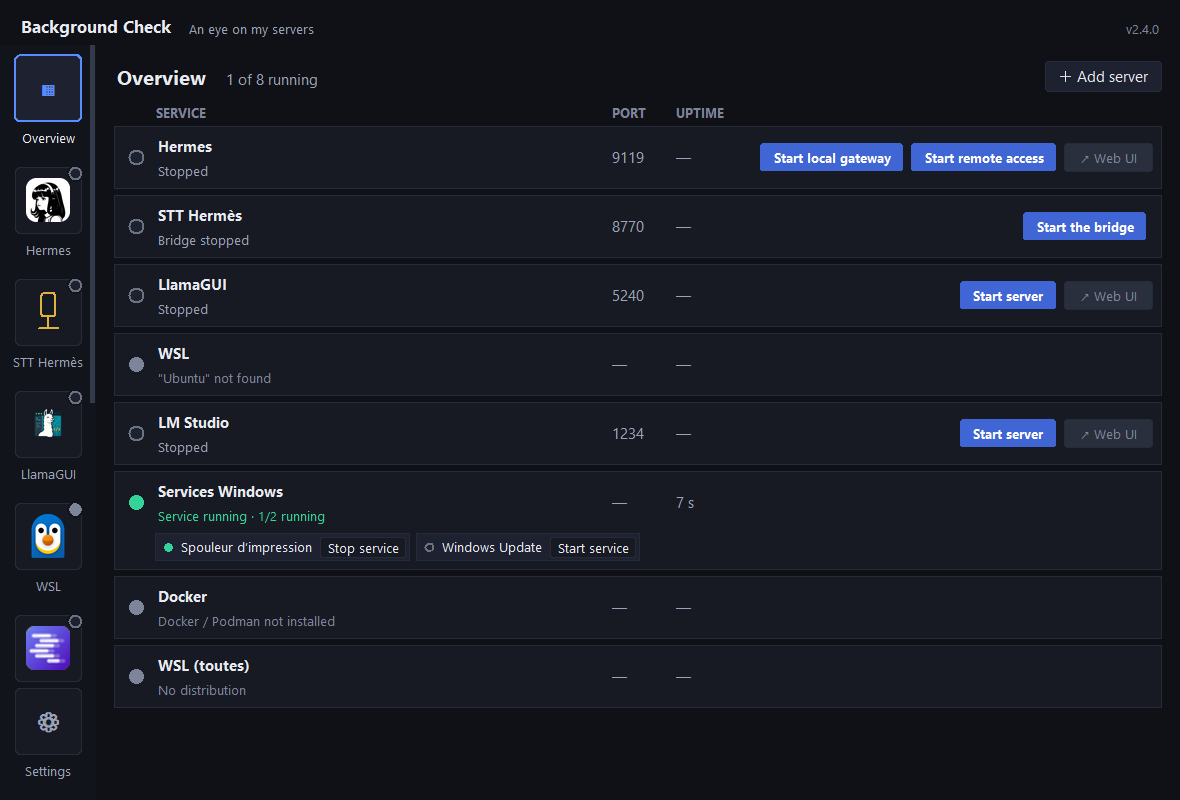 Background Check An eye on my servers v2.4.0
Overview
Hermes
STT Hermès
LlamaGUI
WSL
Settings
Overview 1 of 8 running + Add server
SERVICE PORT UPTIME
Hermes
Stopped
9119 — Start local gateway Start remote access ↗ Web UI
STT Hermès
Bridge stopped
8770 — Start the bridge
LlamaGUI
Stopped
5240 — Start server ↗ Web UI
WSL
"Ubuntu" not found
— —
LM Studio
Stopped
1234 — Start server ↗ Web UI
Services Windows
Service running · 1/2 running
— 7 s
Spouleur d'impression Stop service Windows Update Start service
Docker
Docker / Podman not installed
— —
WSL (toutes)
No distribution
— —